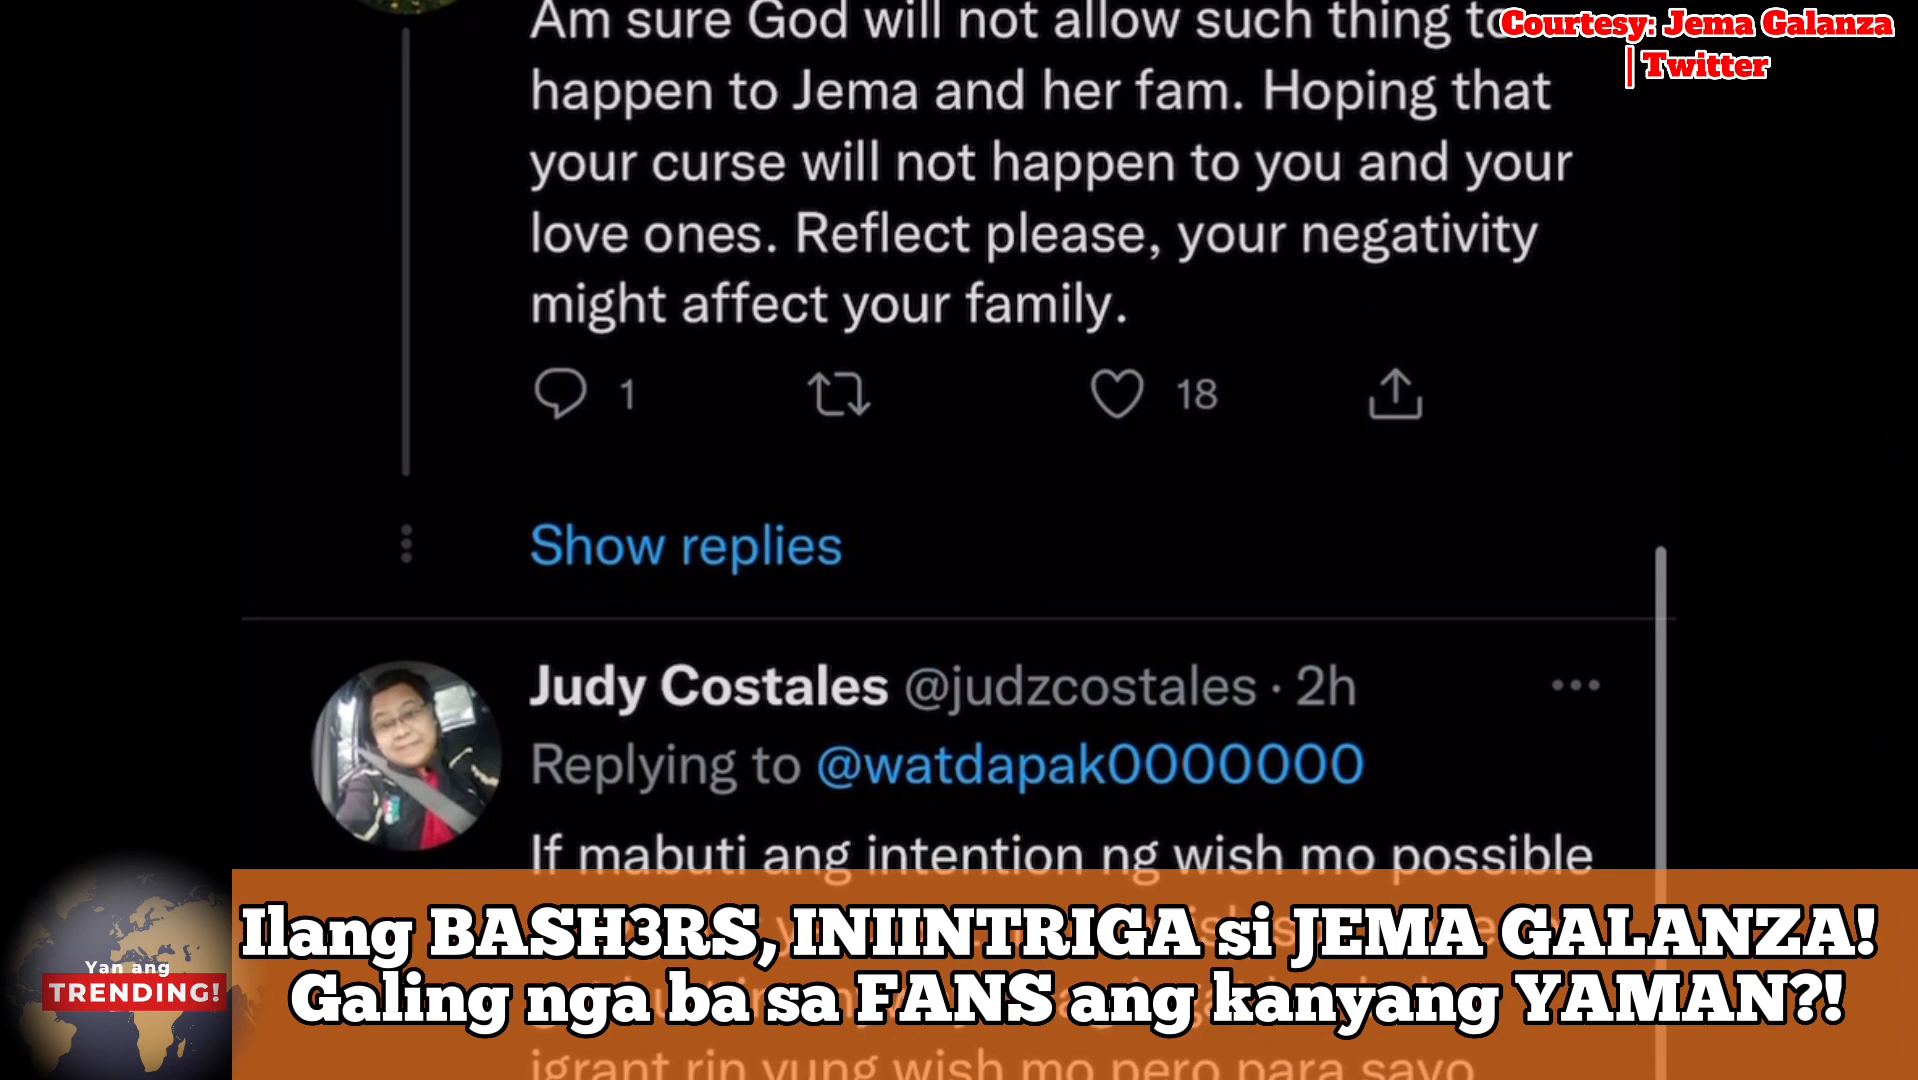 Am sure God will not allow such thing to
Courtesy: Jema Galanza
| Twitter
happen to Jema and her fam. Hoping that
your curse will not happen to you and your
love ones. Reflect please, your negativity
might affect your family.
1
18
Show replies
Judy Costales @judzcostales · 2h
Replying to @watdapak0000000
If mabuti ang intention ng wish mo possible
Ilang BASH3RS, INIINTRIGA si JEMA GALANZA!
Yan ang
TRENDING!
Galing nga ba sa FANS ang kanyang YAMAN?!
igrant rin yung wish mo pero para sayo